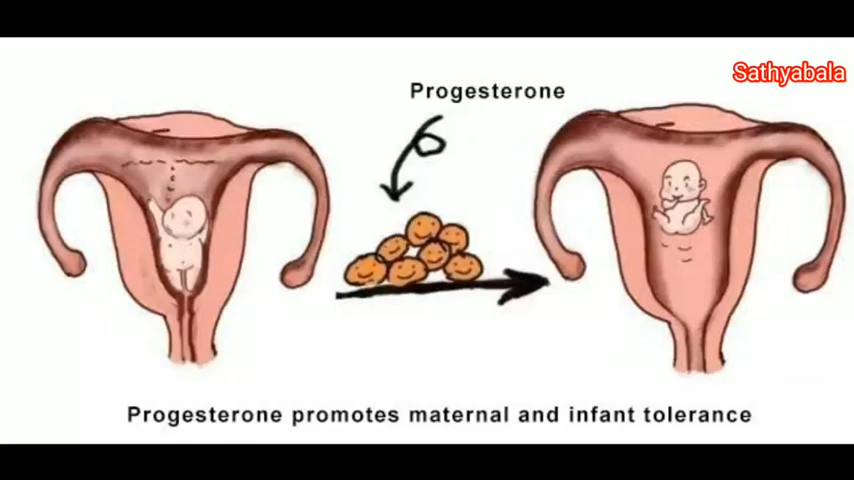 Sathyabala
Progesterone
Progesterone promotes maternal and infant tolerance